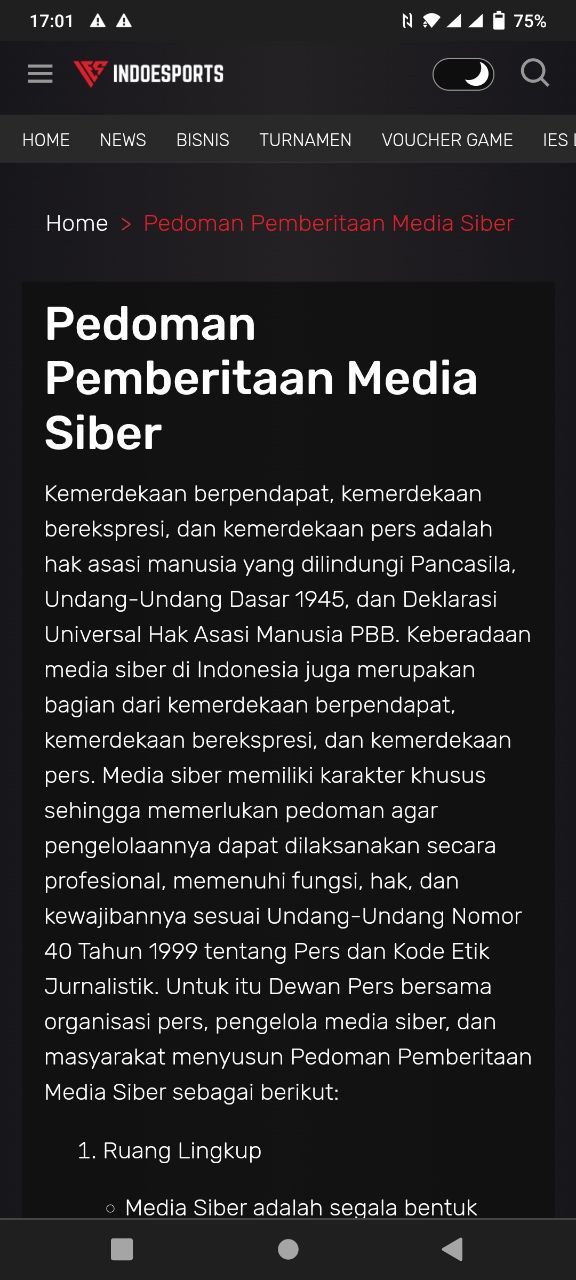 17:01
75%
INDOESPORTS
HOME NEWS BISNIS TURNAMEN VOUCHER GAME IES
Home > Pedoman Pemberitaan Media Siber
Pedoman
Pemberitaan Media
Siber
Kemerdekaan berpendapat, kemerdekaan
berekspresi, dan kemerdekaan pers adalah
hak asasi manusia yang dilindungi Pancasila,
Undang-Undang Dasar 1945, dan Deklarasi
Universal Hak Asasi Manusia PBB. Keberadaan
media siber di Indonesia juga merupakan
bagian dari kemerdekaan berpendapat,
kemerdekaan berekspresi, dan kemerdekaan
pers. Media siber memiliki karakter khusus
sehingga memerlukan pedoman agar
pengelolaannya dapat dilaksanakan secara
profesional, memenuhi fungsi, hak, dan
kewajibannya sesuai Undang-Undang Nomor
40 Tahun 1999 tentang Pers dan Kode Etik
Jurnalistik. Untuk itu Dewan Pers bersama
organisasi pers, pengelola media siber, dan
masyarakat menyusun Pedoman Pemberitaan
Media Siber sebagai berikut:
1. Ruang Lingkup
Media Siber adalah segala bentuk